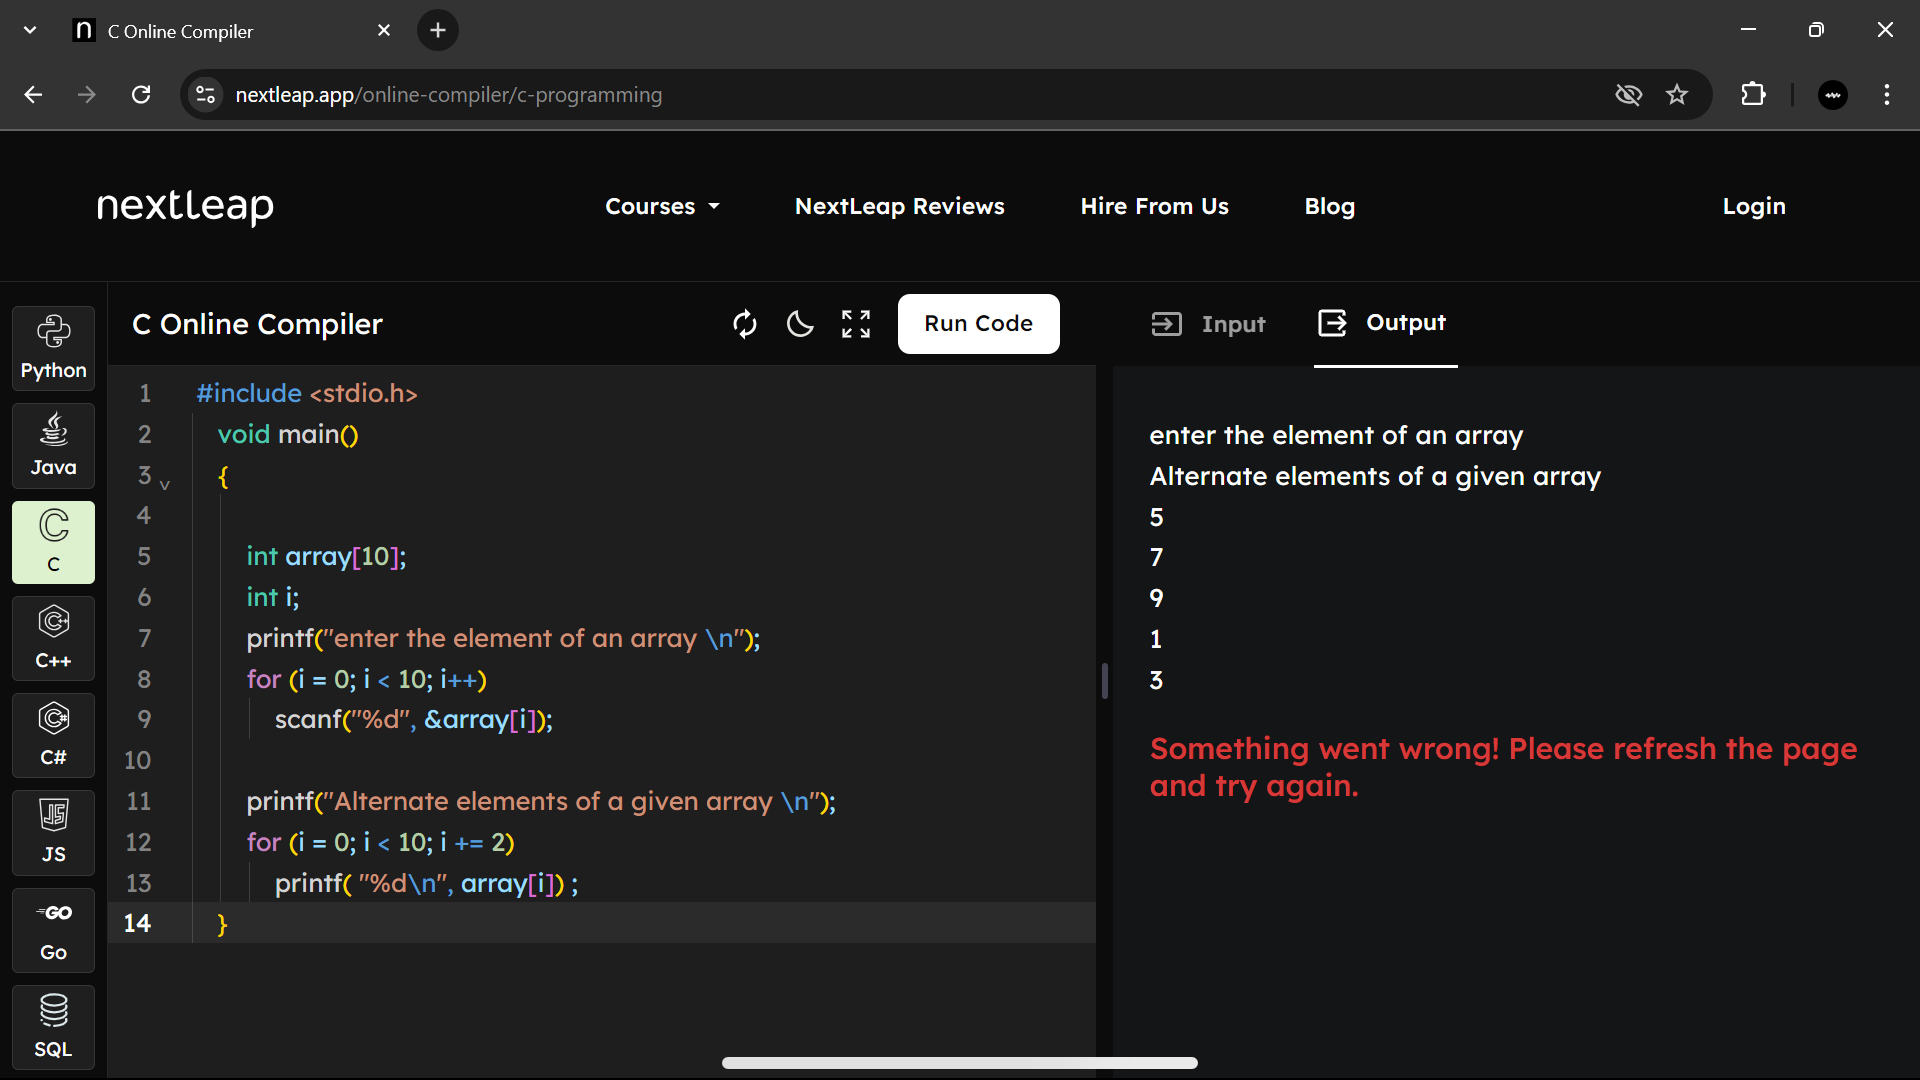 C Online Compiler
nextleap.app/online-compiler/c-programming
nextleap
Courses
NextLeap Reviews
Hire From Us
Blog
Login
Python
Java
C
C
C++
C++
C#
C#
JS
JS
GO
Go
SQL
C Online Compiler
Run Code
1 #include <stdio.h>
2 void main()
3 {
4
5 int array[10];
6 int i;
7 printf("enter the element of an array \n");
8 for (i = 0; i < 10; i++)
9 scanf("%d", &array[i]);
10
11 printf("Alternate elements of a given array \n");
12 for (i = 0; i < 10; i += 2)
13 printf( "%d\n", array[i]) ;
14 }
Input
Output
enter the element of an array
Alternate elements of a given array
5
7
9
1
3
Something went wrong! Please refresh the page
and try again.